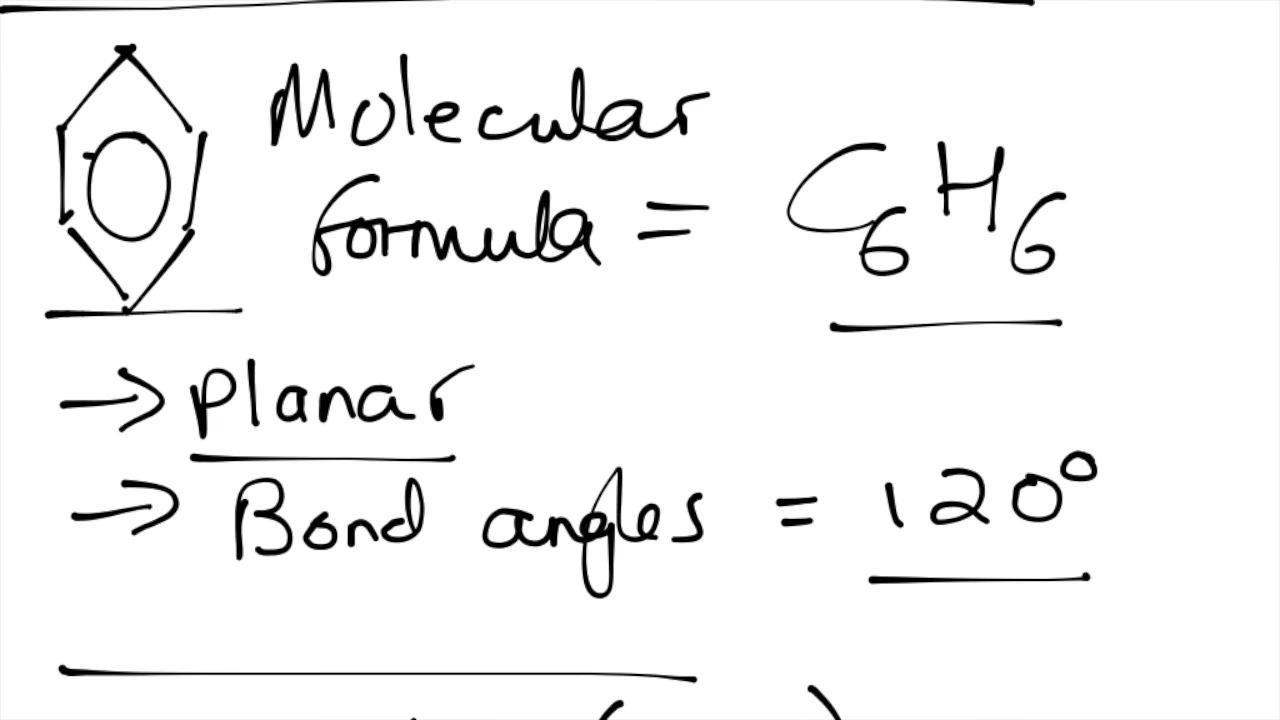 Molecular
formula = C₆H₆
→ planar
→ Bond angles = 120°